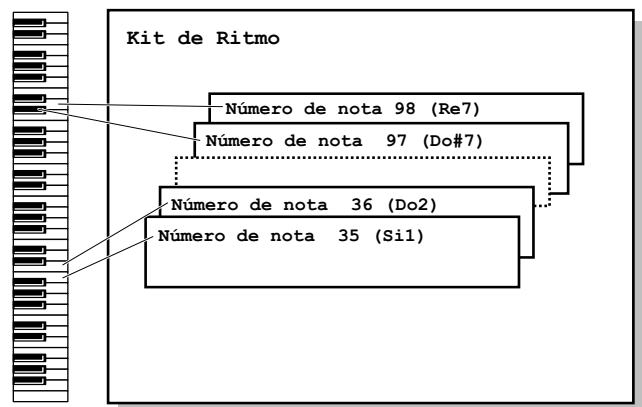 Kit de Ritmo
Número de nota 98 (Re7)
Número de nota 97 (Do#7)
Número de nota 36 (Do2)
Número de nota 35 (Si1)